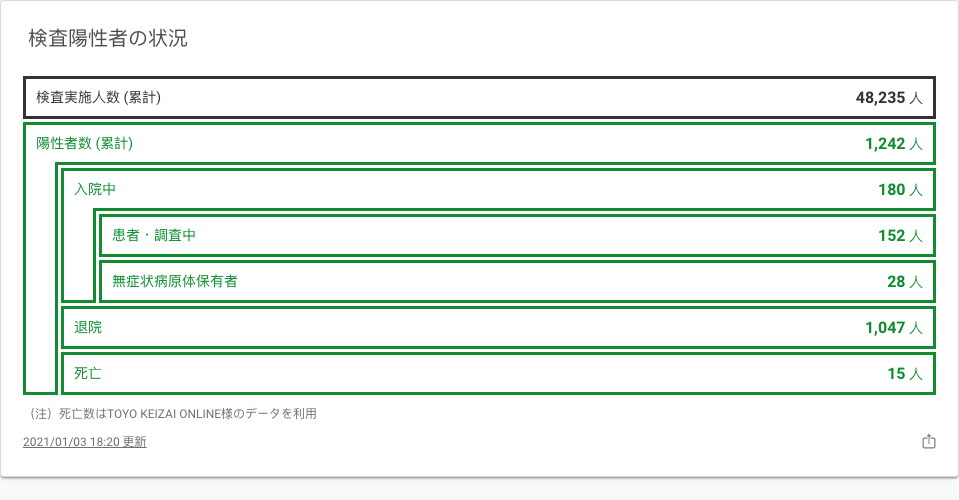 検査陽性者の状況
検査実施人数 (累計) 48,235 人
陽性者数 (累計) 1,242 人
入院中 180 人
患者・調査中 152 人
無症状病原体保有者 28 人
退院 1,047 人
死亡 15 人
（注）死亡数はTOYO KEIZAI ONLINE様のデータを利用
2021/01/03 18:20 更新